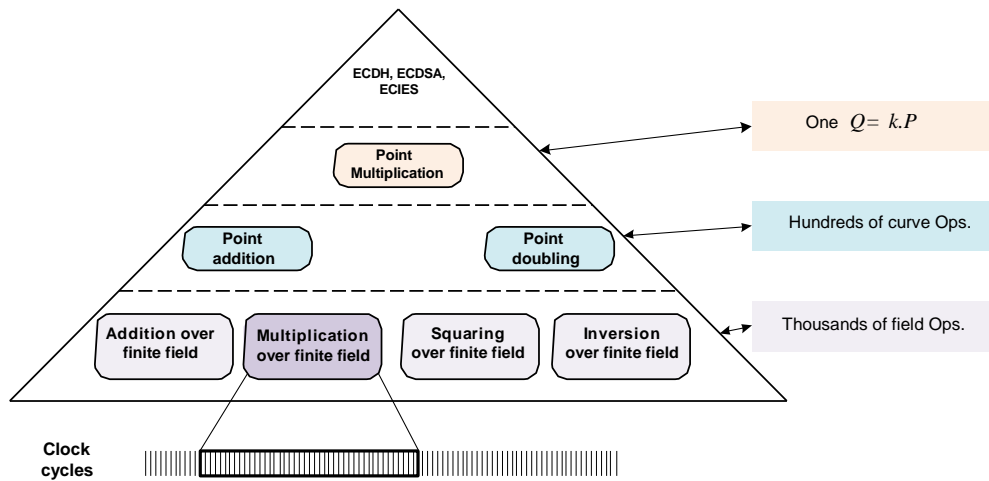 ECDH, ECDSA,
ECIES
One Q= k.P
Point
Multiplication
Point
addition
Point
doubling
Hundreds of curve Ops.
Addition over
finite field
Multiplication
over finite field
Squaring
over finite field
Inversion
over finite field
Thousands of field Ops.
Clock
cycles